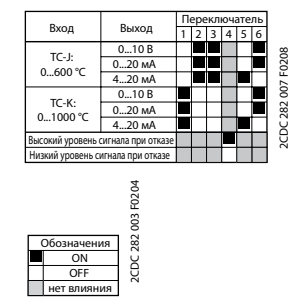 Вход Выход Переключатель
1 2 3 4 5 6
TC-J:
0...600 °C
0...10 В
0...20 мА
4...20 мА
TC-K:
0...1000 °C
0...10 В
0...20 мА
4...20 мА
Высокий уровень сигнала при отказе
Низкий уровень сигнала при отказе
2CDC 282 007 F0208
Обозначения
ON
OFF
нет влияния
2CDC 282 003 F0204